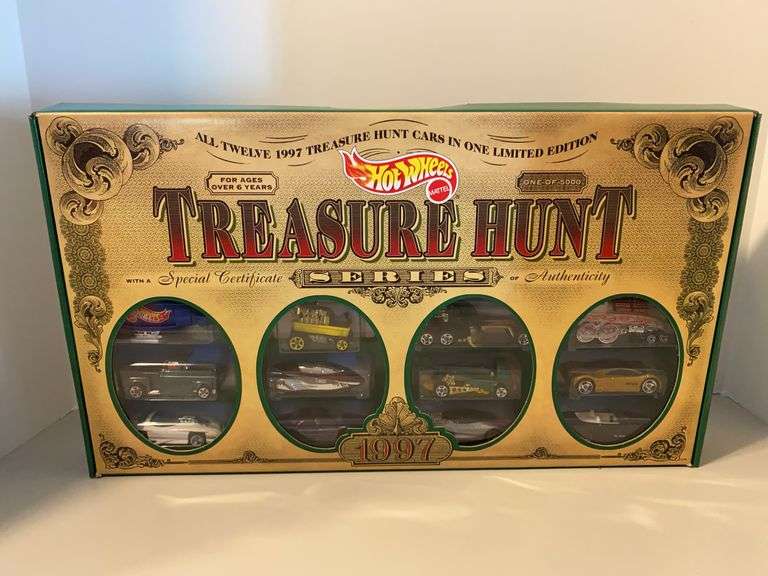 ALL TWELVE 1997 TREASURE HUNT CARS IN ONE LIMITED EDITION
FOR AGES
OVER 6 YEARS
HOT WHEELS
MATTEL
ONE-OF-5000
TREASURE HUNT
WITH A Special Certificate SERIES OF Authenticity
1997